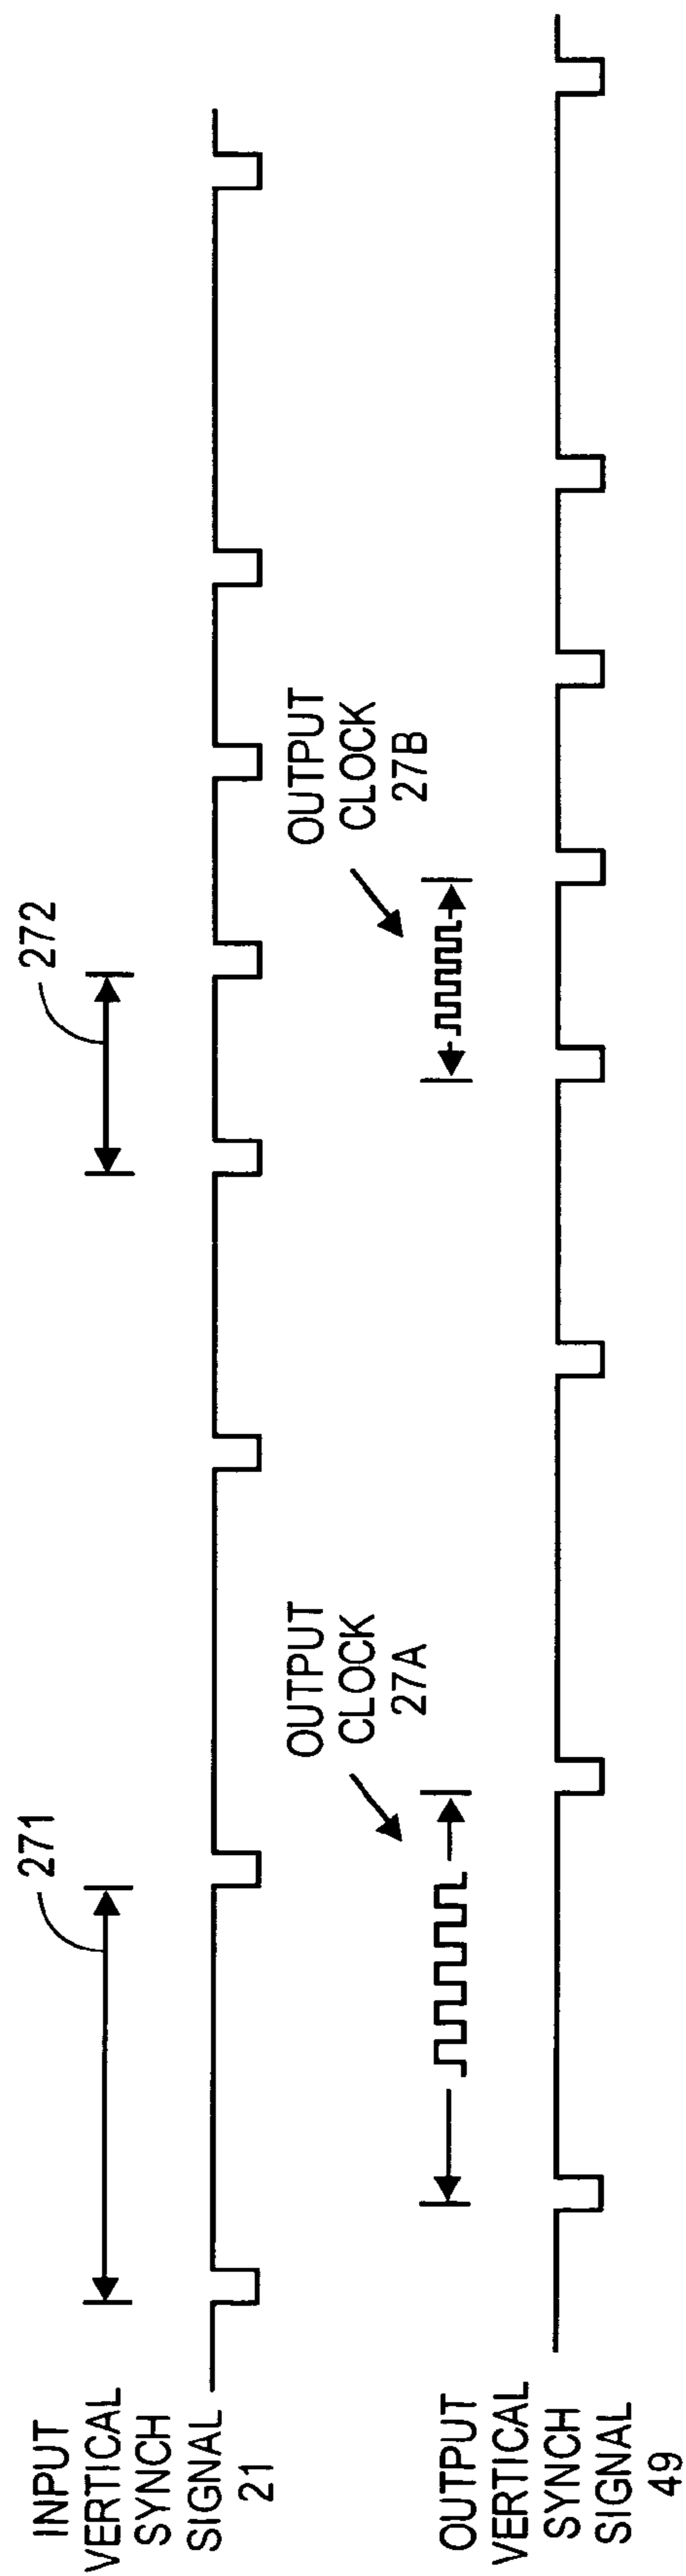 INPUT
VERTICAL
SYNCH
SIGNAL
21
271
272
OUTPUT
CLOCK
27A
OUTPUT
CLOCK
27B
OUTPUT
VERTICAL
SYNCH
SIGNAL
49